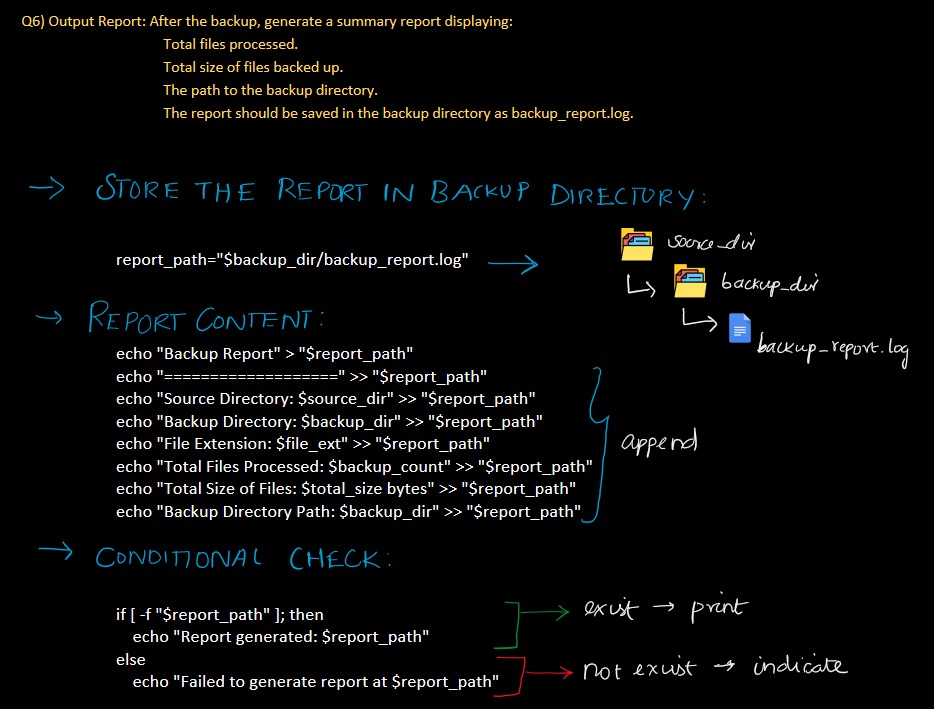 Q6) Output Report: After the backup, generate a summary report displaying:
Total files processed.
Total size of files backed up.
The path to the backup directory.
The report should be saved in the backup directory as backup_report.log.
→ STORE THE REPORT IN BACKUP DIRECTORY:
report_path="$backup_dir/backup_report.log" →
source_dir
backup_dir
backup_report.log
→ REPORT CONTENT:
echo "Backup Report" > "$report_path"
echo "===================" >> "$report_path"
echo "Source Directory: $source_dir" >> "$report_path"
echo "Backup Directory: $backup_dir" >> "$report_path"
echo "File Extension: $file_ext" >> "$report_path"
echo "Total Files Processed: $backup_count" >> "$report_path"
echo "Total Size of Files: $total_size bytes" >> "$report_path"
echo "Backup Directory Path: $backup_dir" >> "$report_path"
append
→ CONDITIONAL CHECK:
if [ -f "$report_path" ]; then
echo "Report generated: $report_path"
else
echo "Failed to generate report at $report_path"
exist → print
not exist → indicate